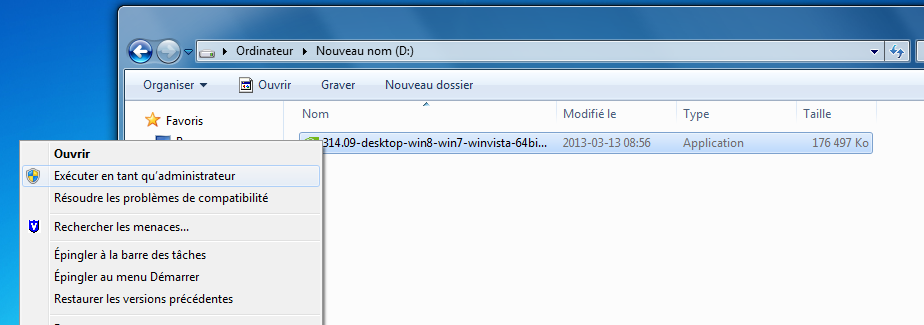 Ordinateur Nouveau nom (D:)
Organiser Ouvrir Graver Nouveau dossier
Nom Modifié le Type Taille
Favoris
314.09-desktop-win8-win7-winvista-64bi... 2013-03-13 08:56 Application 176 497 Ko
Ouvrir
Exécuter en tant qu'administrateur
Résoudre les problèmes de compatibilité
Rechercher les menaces...
Épingler à la barre des tâches
Épingler au menu Démarrer
Restaurer les versions précédentes